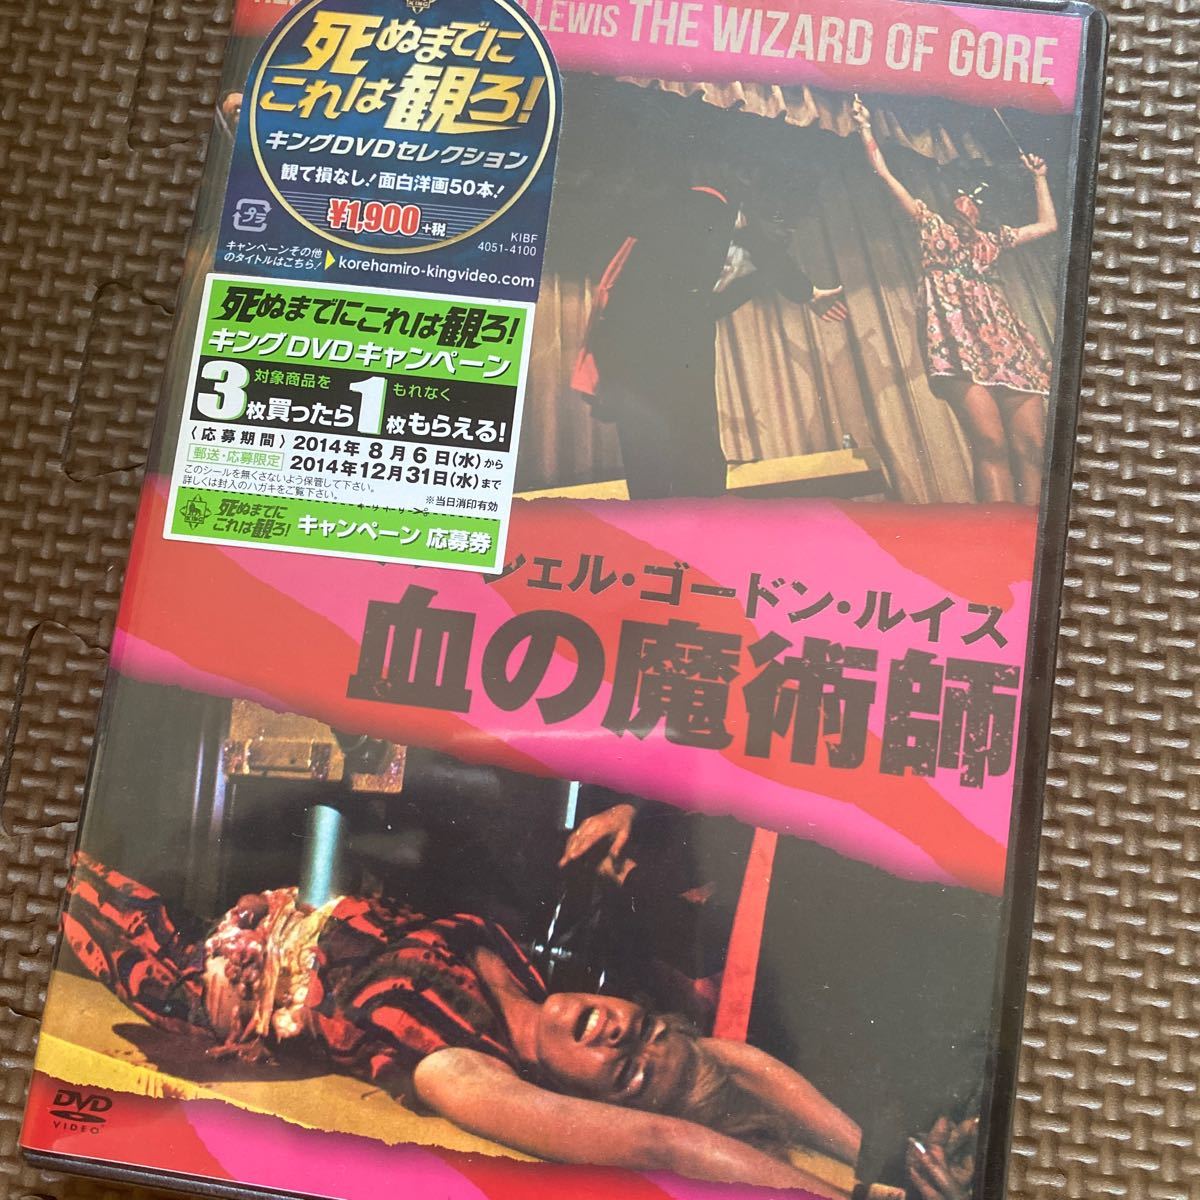 LEWIS THE WIZARD OF GORE
KING
死ぬまでに
これは観ろ!
キングDVDセレクション
観て損なし!面白洋画50本!
¥1,900+税
プラ
KIBF
4051-4100
キャンペーンその他
のタイトルはこちら!
korehamiro-kingvideo.com
死ぬまでにこれは観ろ!
キングDVDキャンペーン
対象商品を もれなく
3枚買ったら1枚もらえる!
〈応募期間〉2014年8月6日(水)から
郵送・応募限定 2014年12月31日(水)まで
このシールを無くさないよう保管して下さい。
詳しくは封入のハガキをご覧下さい。
※当日消印有効
KING
死ぬまでに
これは観ろ!
キャンペーン 応募券
シェル・ゴードン・ルイス
血の魔術師
DVD
VIDEO